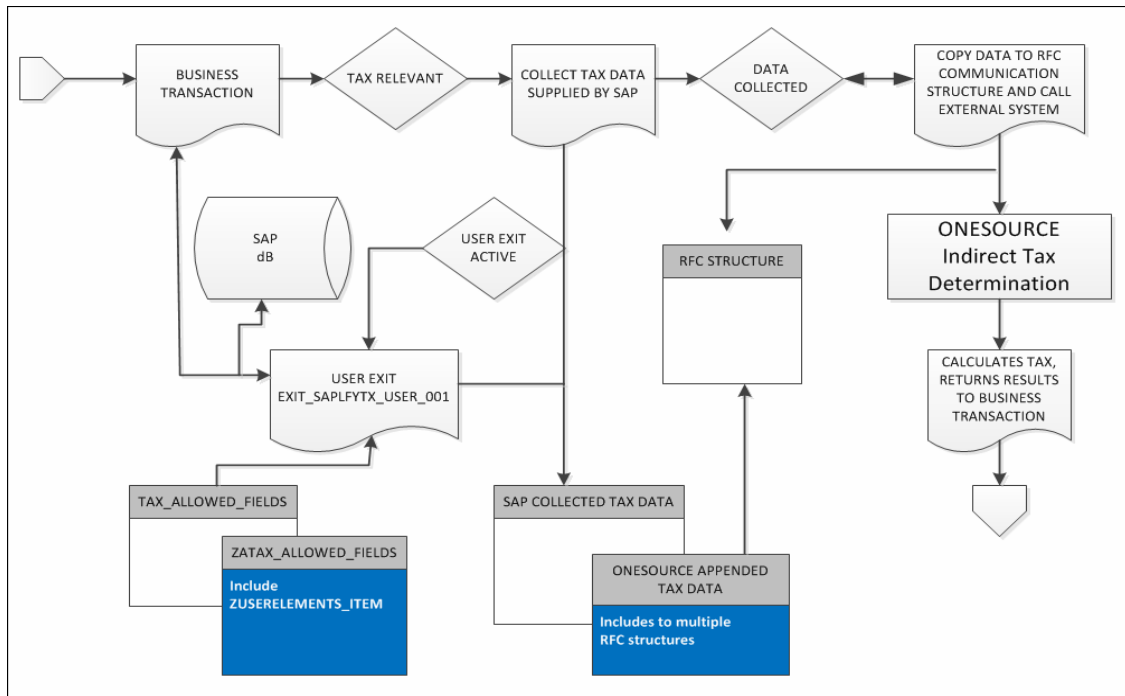 BUSINESS
TRANSACTION
TAX RELEVANT
COLLECT TAX DATA
SUPPLIED BY SAP
DATA
COLLECTED
COPY DATA TO RFC
COMMUNICATION
STRUCTURE AND CALL
EXTERNAL SYSTEM
SAP
dB
USER EXIT
ACTIVE
RFC STRUCTURE
ONESOURCE
Indirect Tax
Determination
USER EXIT
EXIT_SAPLFYTX_USER_001
CALCULATES TAX,
RETURNS RESULTS
TO BUSINESS
TRANSACTION
TAX_ALLOWED_FIELDS
ZATAX_ALLOWED_FIELDS
Include
ZUSERELEMENTS_ITEM
SAP COLLECTED TAX DATA
ONESOURCE APPENDED
TAX DATA
Includes to multiple
RFC structures